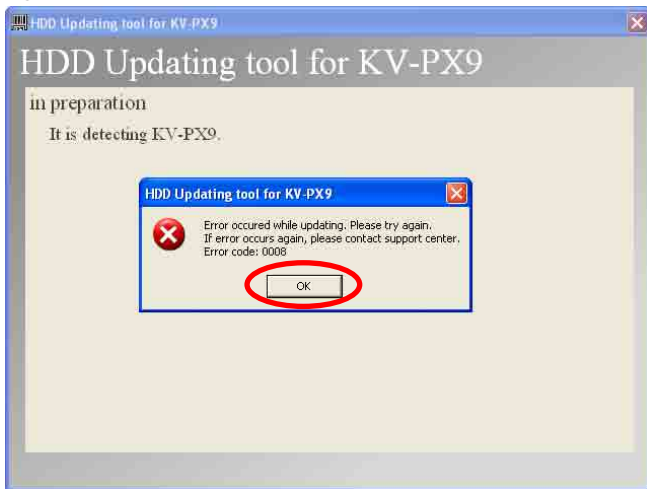 HDD Updating tool for KV-PX9
HDD Updating tool for KV-PX9
in preparation
It is detecting KV-PX9.
HDD Updating tool for KV-PX9
Error occured while updating. Please try again.
If error occurs again, please contact support center.
Error code: 0008
OK